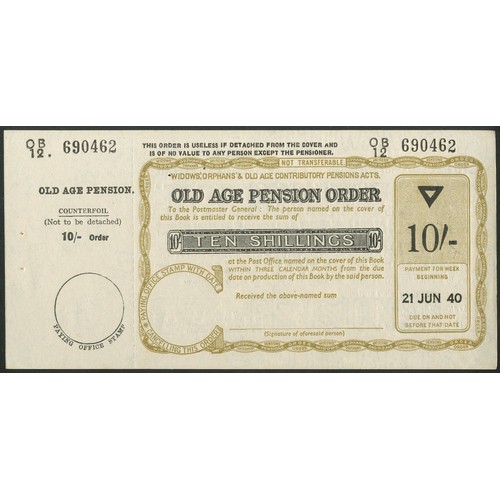 OB
12. 690462
OLD AGE PENSION.
COUNTERFOIL
(Not to be detached)
10/- Order
PAYING OFFICE STAMP
THIS ORDER IS USELESS IF DETACHED FROM THE COVER AND
IS OF NO VALUE TO ANY PERSON EXCEPT THE PENSIONER.
OB
12 690462
NOT TRANSFERABLE
WIDOWS', ORPHANS' & OLD AGE CONTRIBUTORY PENSIONS ACTS.
OLD AGE PENSION ORDER
To the Postmaster General : The person named on the cover of
this Book is entitled to receive the sum of
10/- TEN SHILLINGS 10/-
at the Post Office named on the cover of this Book
WITHIN THREE CALENDAR MONTHS from the due
date on production of this Book by the said person.
Received the above-named sum
(Signature of aforesaid person)
PAYING OFFICE STAMP WITH DATE
CANCELLING THIS ORDER
10/-
PAYMENT FOR WEEK
BEGINNING
21 JUN 40
DUE ON AND NOT
BEFORE THAT DATE